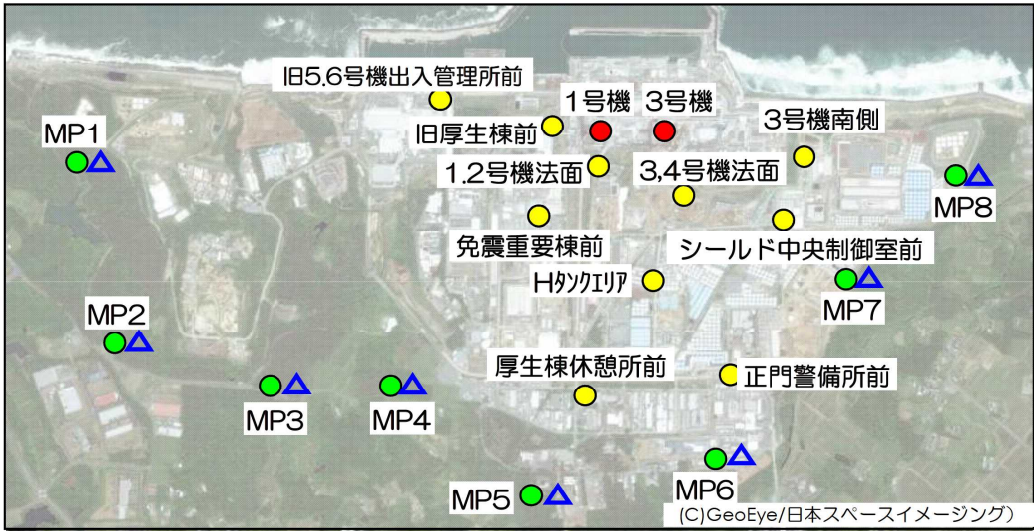 旧5.6号機出入管理所前
1号機
3号機
MP1
旧厚生棟前
3号機南側
1.2号機法面
3,4号機法面
MP8
免震重要棟前
シールド中央制御室前
Hタンクエリア
MP7
MP2
厚生棟休憩所前
正門警備所前
MP3
MP4
MP5
MP6
(C)GeoEye/日本スペースイメージング）